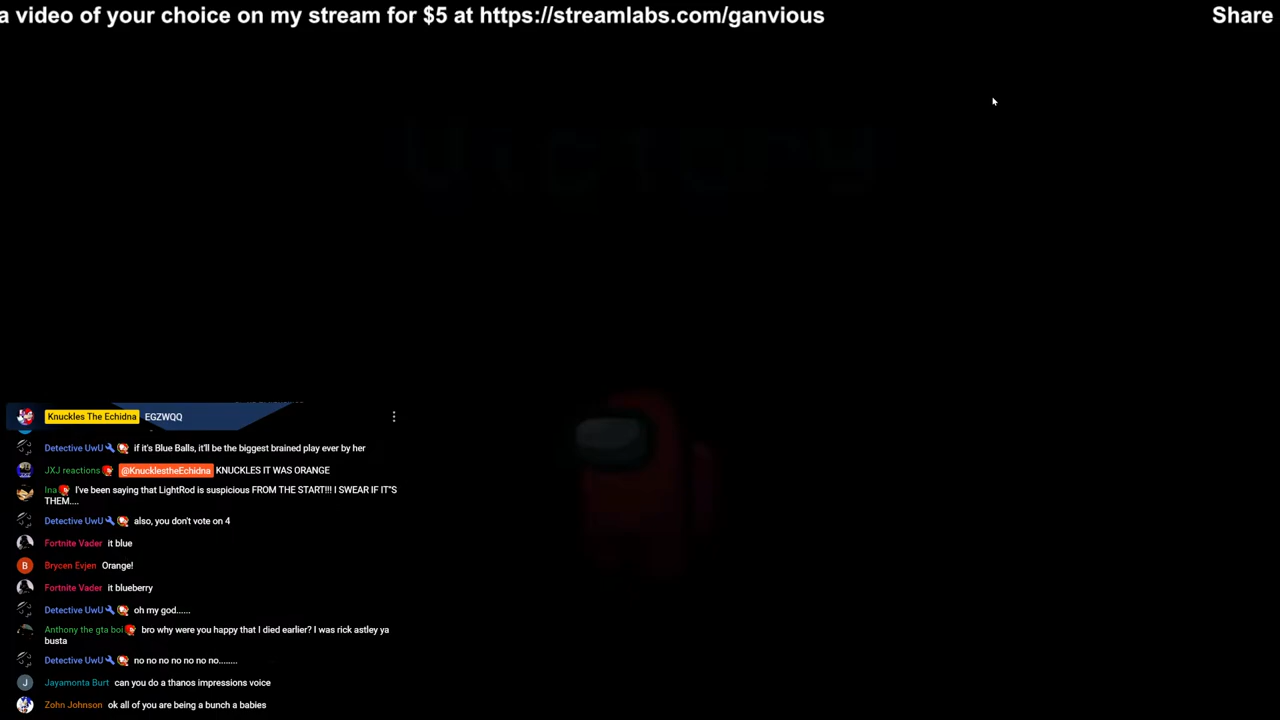 a video of your choice on my stream for $5 at https://streamlabs.com/ganvious
Share
Victory
Knuckles The Echidna EGZWQQ
Detective UwU if it's Blue Balls, it'll be the biggest brained play ever by her
JXJ reactions @KnucklestheEchidna KNUCKLES IT WAS ORANGE
Ina I've been saying that LightRod is suspicious FROM THE START!!! I SWEAR IF IT"S
THEM....
Detective UwU also, you don't vote on 4
Fortnite Vader it blue
B Brycen Evjen Orange!
Fortnite Vader it blueberry
Detective UwU oh my god......
Anthony the gta boi bro why were you happy that I died earlier? I was rick astley ya
busta
Detective UwU no no no no no no no........
J Jayamonta Burt can you do a thanos impressions voice
Zohn Johnson ok all of you are being a bunch a babies